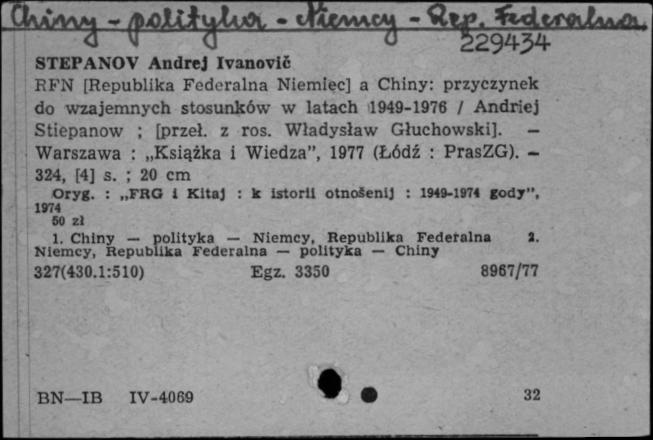 Chiny - polityka - Niemcy - Rep. Federalna
229434
STEPANOV Andrej Ivanovič
RFN [Republika Federalna Niemiec] a Chiny: przyczynek
do wzajemnych stosunków w latach 1949-1976 / Andriej
Stiepanow ; [przeł. z ros. Władysław Głuchowski]. —
Warszawa : „Książka i Wiedza”, 1977 (Łódź : PrasZG). —
324, [4] s. ; 20 cm
Oryg. : „FRG i Kitaj : k istorii otnošenij : 1949-1974 gody”,
1974
50 zł
1. Chiny — polityka — Niemcy, Republika Federalna 2.
Niemcy, Republika Federalna — polityka — Chiny
327(430.1:510) Egz. 3350 8967/77
BN—IB IV-4069 32